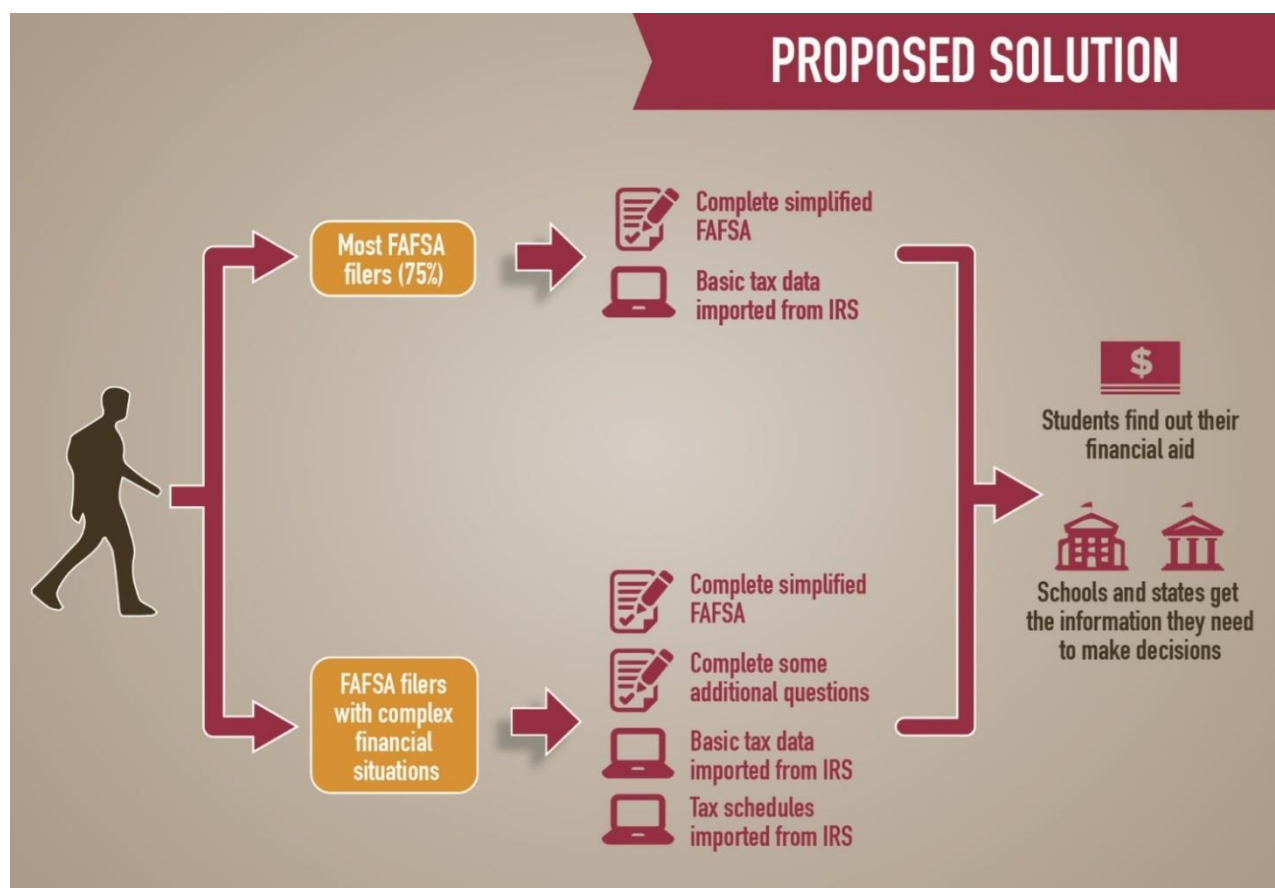 PROPOSED SOLUTION
Most FAFSA
filers (75%)
Complete simplified
FAFSA
Basic tax data
imported from IRS
$
Students find out their
financial aid
Schools and states get
the information they need
to make decisions
FAFSA filers
with complex
financial
situations
Complete simplified
FAFSA
Complete some
additional questions
Basic tax data
imported from IRS
Tax schedules
imported from IRS